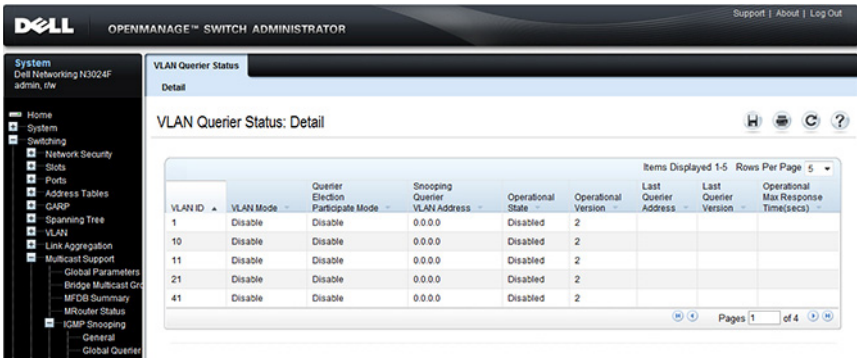 DELL
OPENMANAGE™ SWITCH ADMINISTRATOR
Support | About | Log Out
System
Dell Networking N3024F
admin, r/w
Home
System
Switching
Network Security
Slots
Ports
Address Tables
GARP
Spanning Tree
VLAN
Link Aggregation
Multicast Support
Global Parameters
Bridge Multicast Gro
MFDB Summary
MRouter Status
IGMP Snooping
General
Global Querier
VLAN Querier Status
Detail
VLAN Querier Status: Detail
Items Displayed 1-5 Rows Per Page 5
VLAN ID VLAN Mode Querier Election Participate Mode Snooping Querier VLAN Address Operational State Operational Version Last Querier Address Last Querier Version Operational Max Response Time(secs)
1 Disable Disable 0.0.0.0 Disabled 2
10 Disable Disable 0.0.0.0 Disabled 2
11 Disable Disable 0.0.0.0 Disabled 2
21 Disable Disable 0.0.0.0 Disabled 2
41 Disable Disable 0.0.0.0 Disabled 2
Pages 1 of 4